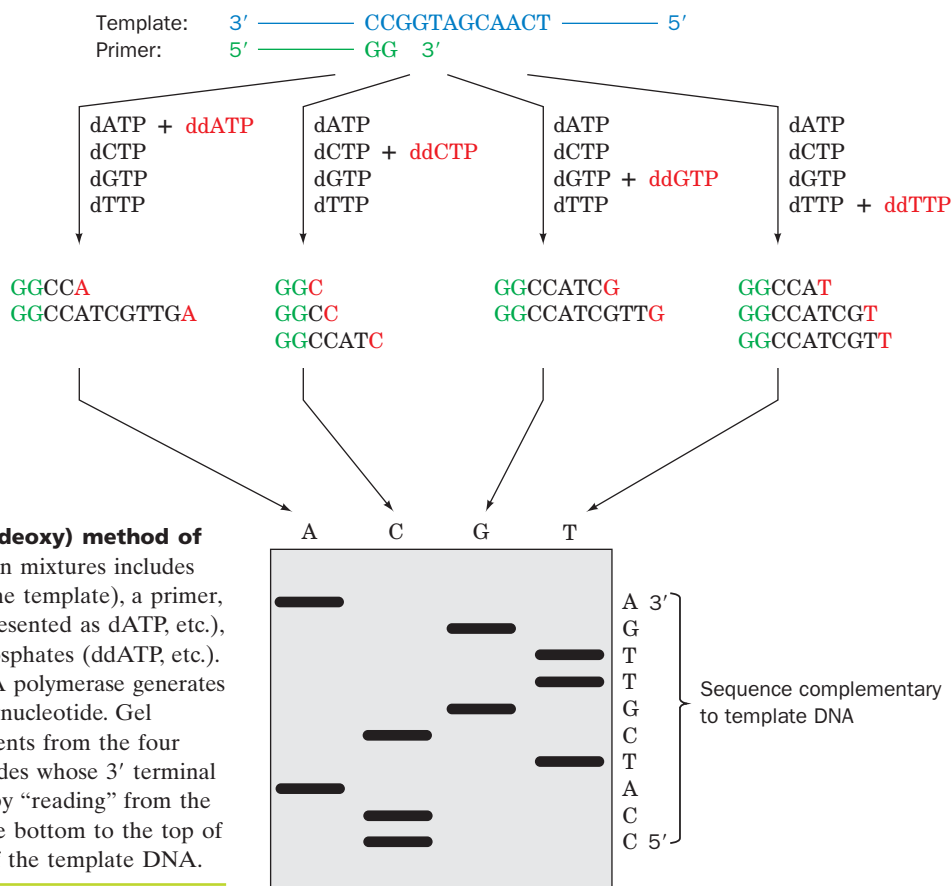 Template: 3′ CCGGTAGCAACT 5′
Primer: 5′ GG 3′
dATP + ddATP
dCTP
dGTP
dTTP
dATP
dCTP + ddCTP
dGTP
dTTP
dATP
dCTP
dGTP + ddGTP
dTTP
dATP
dCTP
dGTP
dTTP + ddTTP
GGCCA
GGCCATCGTTGA
GGC
GGCC
GGCCATC
GGCCATCG
GGCCATCGTTG
GGCCAT
GGCCATCGT
GGCCATCGTT
deoxy) method of
n mixtures includes
ne template), a primer,
esented as dATP, etc.),
sphates (ddATP, etc.).
A polymerase generates
nucleotide. Gel
ents from the four
des whose 3′ terminal
by “reading” from the
e bottom to the top of
f the template DNA.
A C G T
A 3′
G
T
T
G
C
T
A
C
C 5′
Sequence complementary
to template DNA